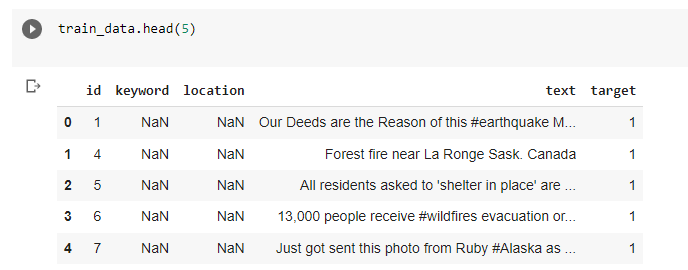 train_data.head(5)
id keyword location text target
0 1 NaN NaN Our Deeds are the Reason of this #earthquake M... 1
1 4 NaN NaN Forest fire near La Ronge Sask. Canada 1
2 5 NaN NaN All residents asked to 'shelter in place' are ... 1
3 6 NaN NaN 13,000 people receive #wildfires evacuation or... 1
4 7 NaN NaN Just got sent this photo from Ruby #Alaska as ... 1